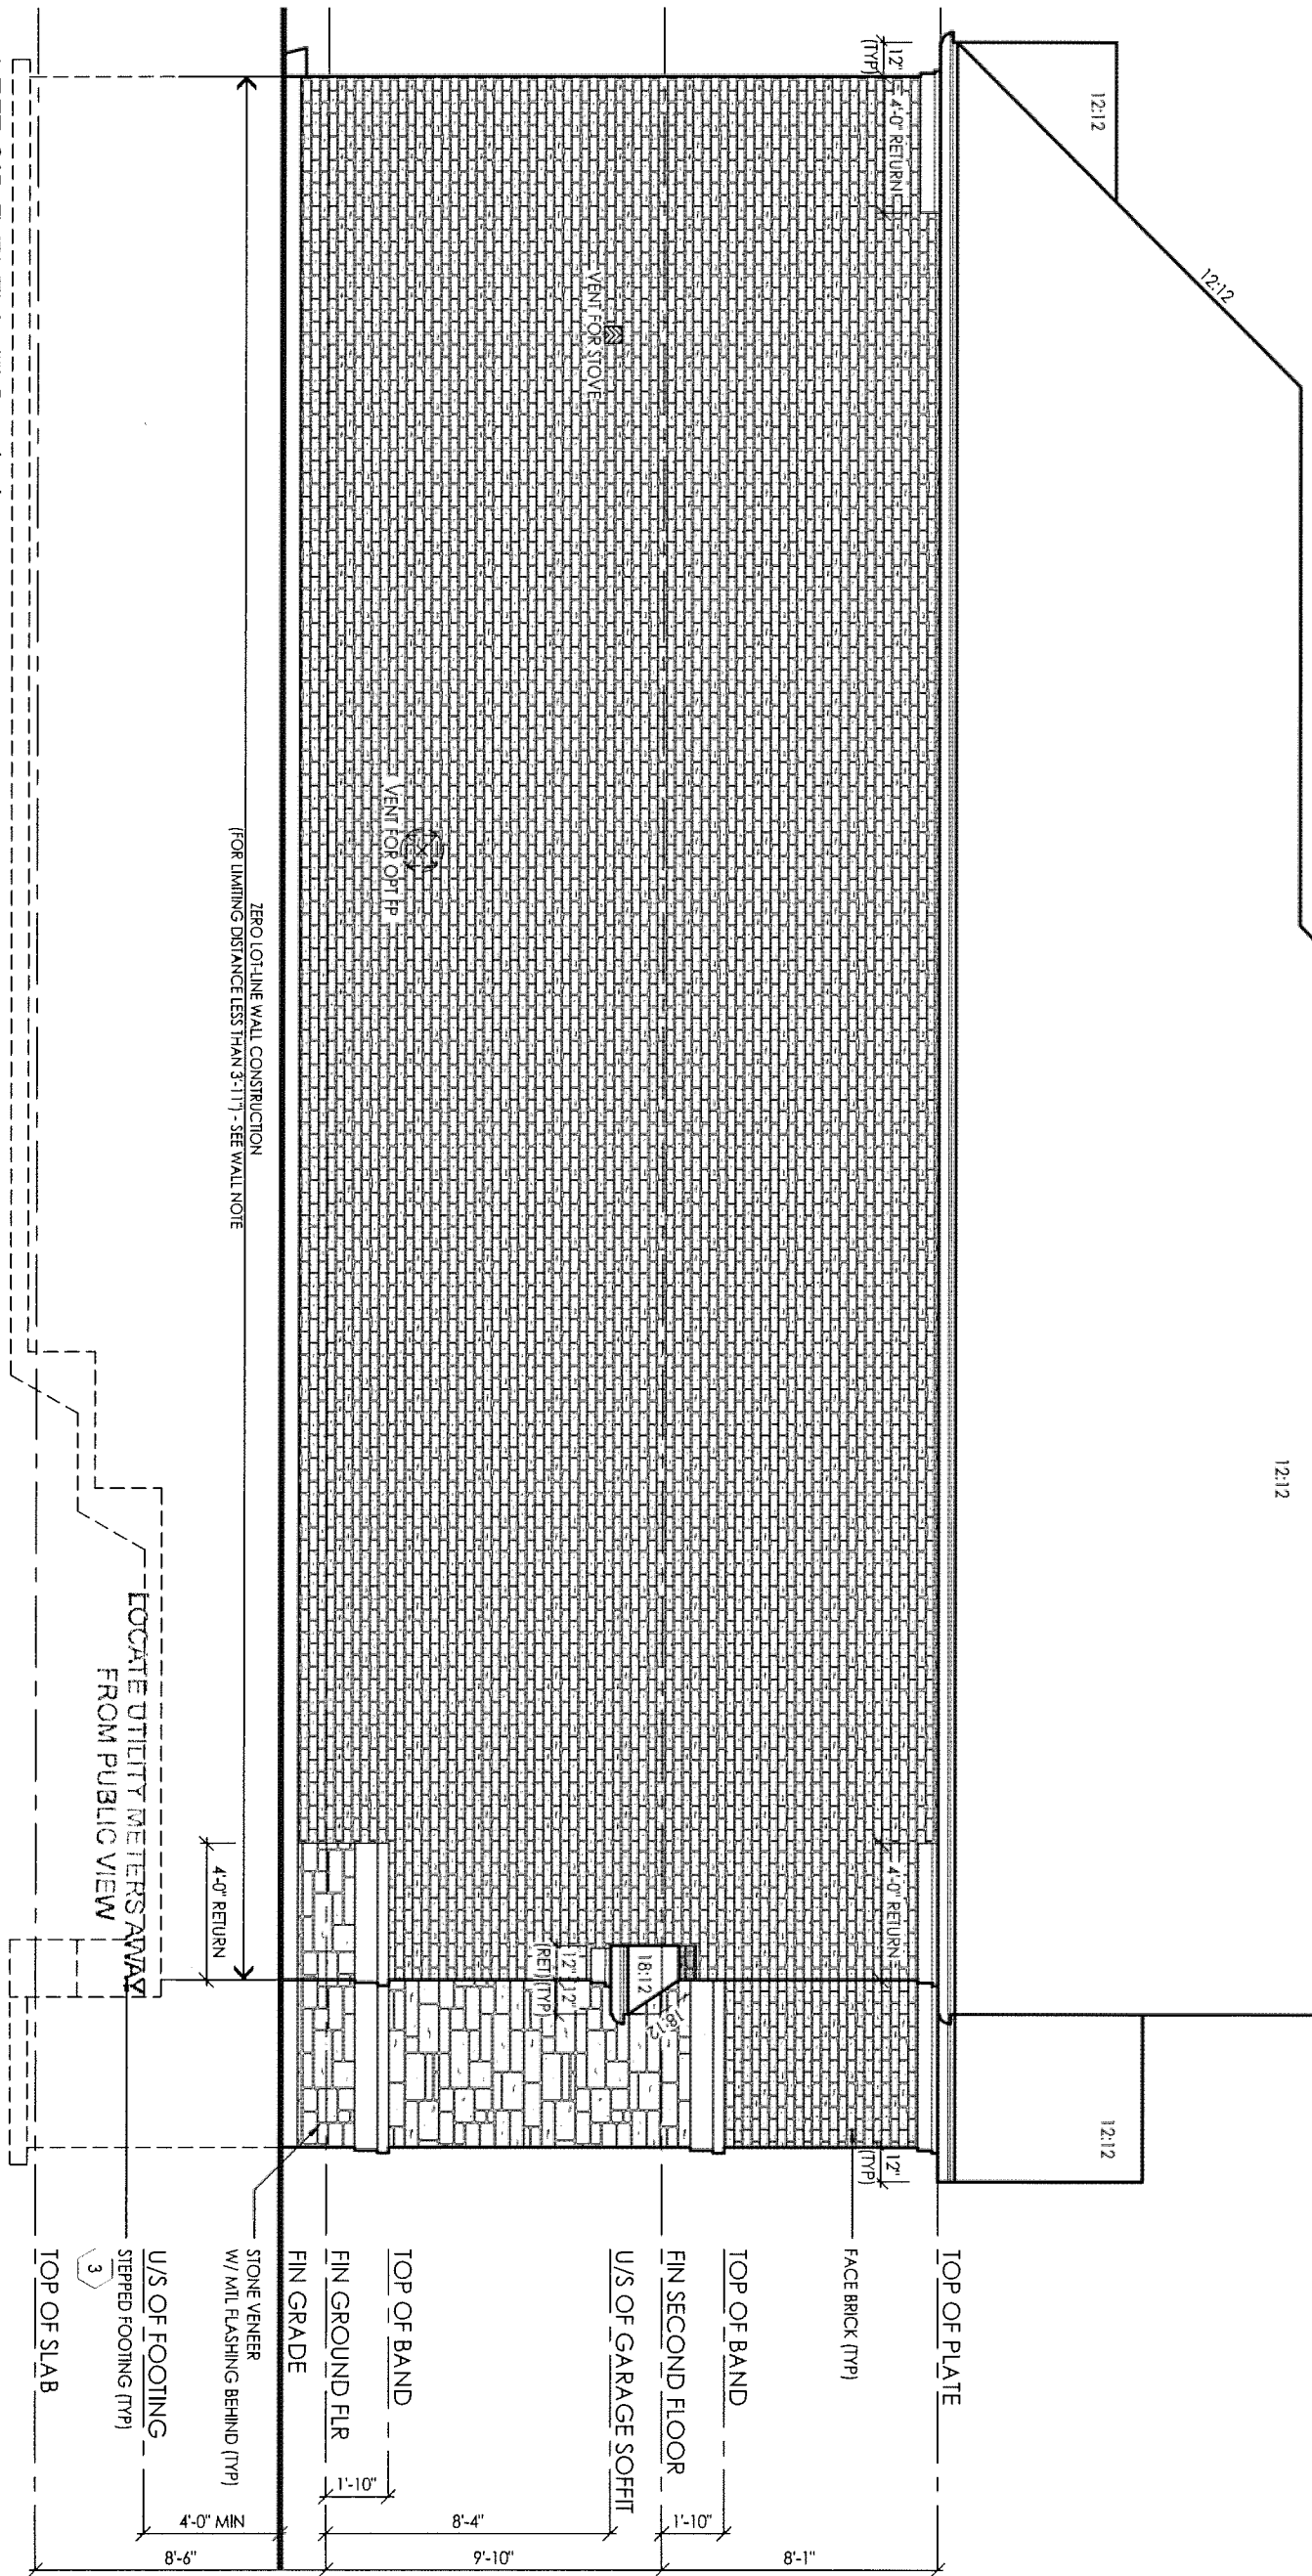 12:12
12:12
12:12
12:12
12"
(TYP)
4'-0" RETURN
VENT FOR STOVE
VENT FOR OPT FP
4'-0" RETURN
18:12
18:12
12"
12"
(RET)
(TYP)
12"
(TYP)
ZERO LOT-LINE WALL CONSTRUCTION
(FOR LIMITING DISTANCE LESS THAN 3'-11") - SEE WALL NOTE
4'-0" RETURN
LOCATE UTILITY METERS AWAY
FROM PUBLIC VIEW
TOP OF PLATE
FACE BRICK (TYP)
TOP OF BAND
FIN SECOND FLOOR
U/S OF GARAGE SOFFIT
TOP OF BAND
FIN GROUND FLR
FIN GRADE
STONE VENEER
W/ MTL FLASHING BEHIND (TYP)
U/S OF FOOTING
STEPPED FOOTING (TYP)
3
TOP OF SLAB
8'-1"
1'-10"
9'-10"
8'-4"
1'-10"
4'-0" MIN
8'-6"